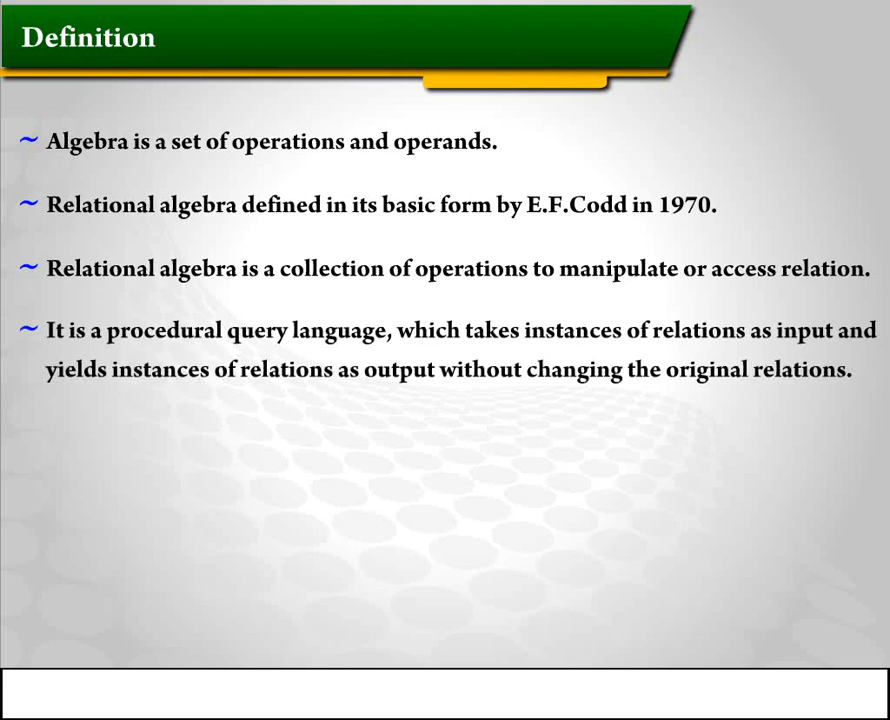 Definition
~ Algebra is a set of operations and operands.
~ Relational algebra defined in its basic form by E.F.Codd in 1970.
~ Relational algebra is a collection of operations to manipulate or access relation.
~ It is a procedural query language, which takes instances of relations as input and
yields instances of relations as output without changing the original relations.